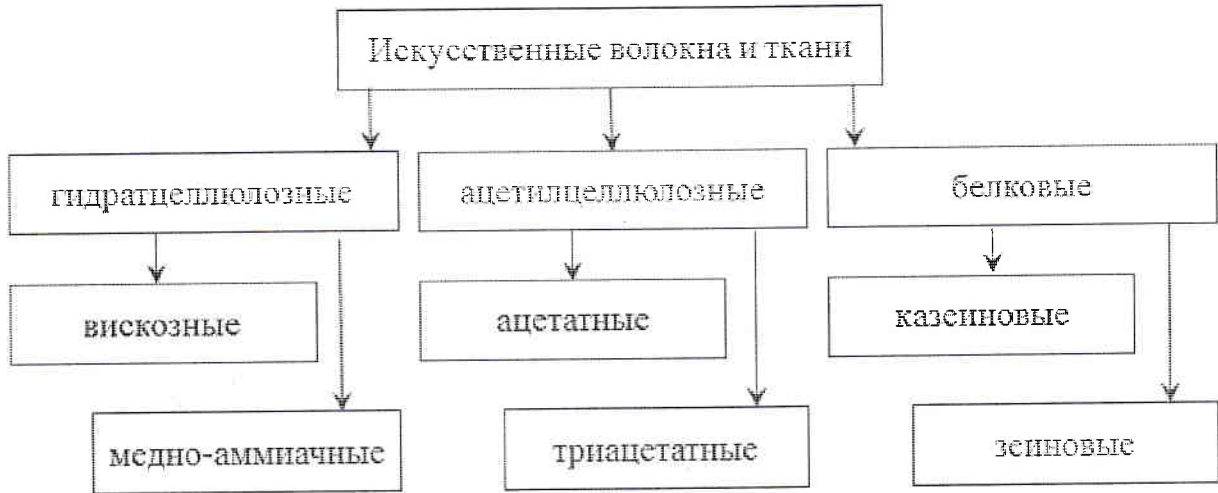 Искусственные волокна и ткани
гидратцеллюлозные
ацетилцеллюлозные
белковые
вискозные
ацетатные
казеиновые
медно-аммиачные
триацетатные
зеиновые